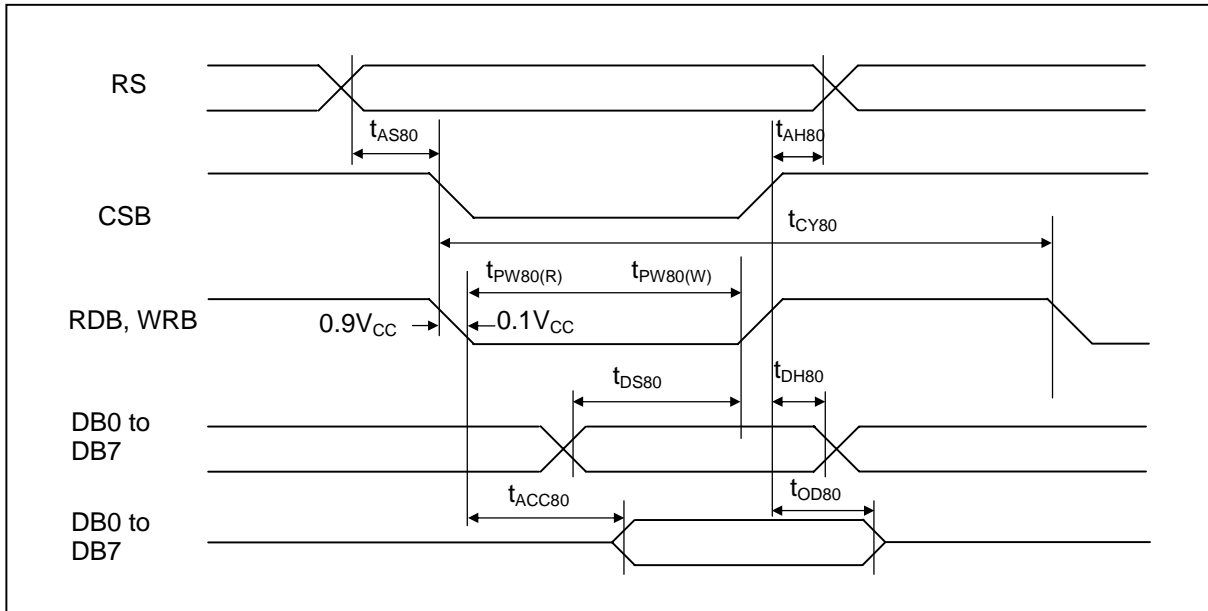 RS
tAS80
tAH80
CSB
tCY80
tPW80(R)
tPW80(W)
RDB, WRB
0.9VCC
0.1VCC
tDS80
tDH80
DB0 to
DB7
tACC80
tOD80
DB0 to
DB7